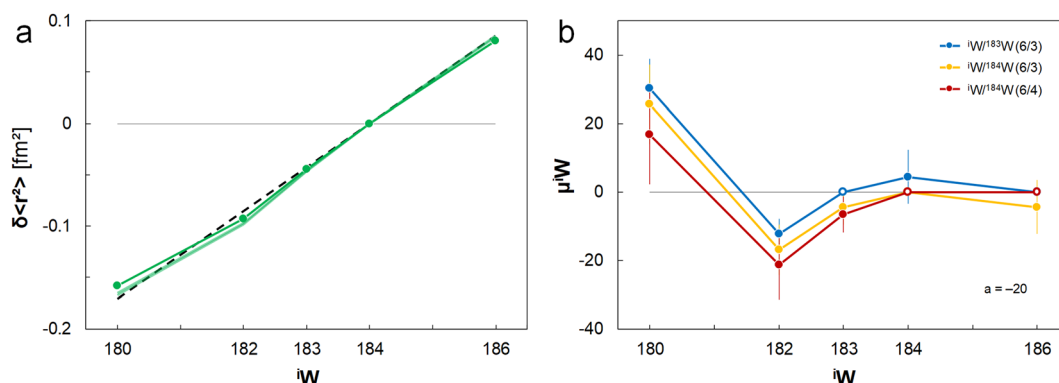 a
δ<r²> [fm²]
0.1
0
-0.1
-0.2
180
182
183
184
186
ⁱW
b
μⁱW
40
20
0
-20
-40
ⁱW/¹⁸³W (6/3)
ⁱW/¹⁸⁴W (6/3)
ⁱW/¹⁸⁴W (6/4)
a = –20
180
182
183
184
186
ⁱW